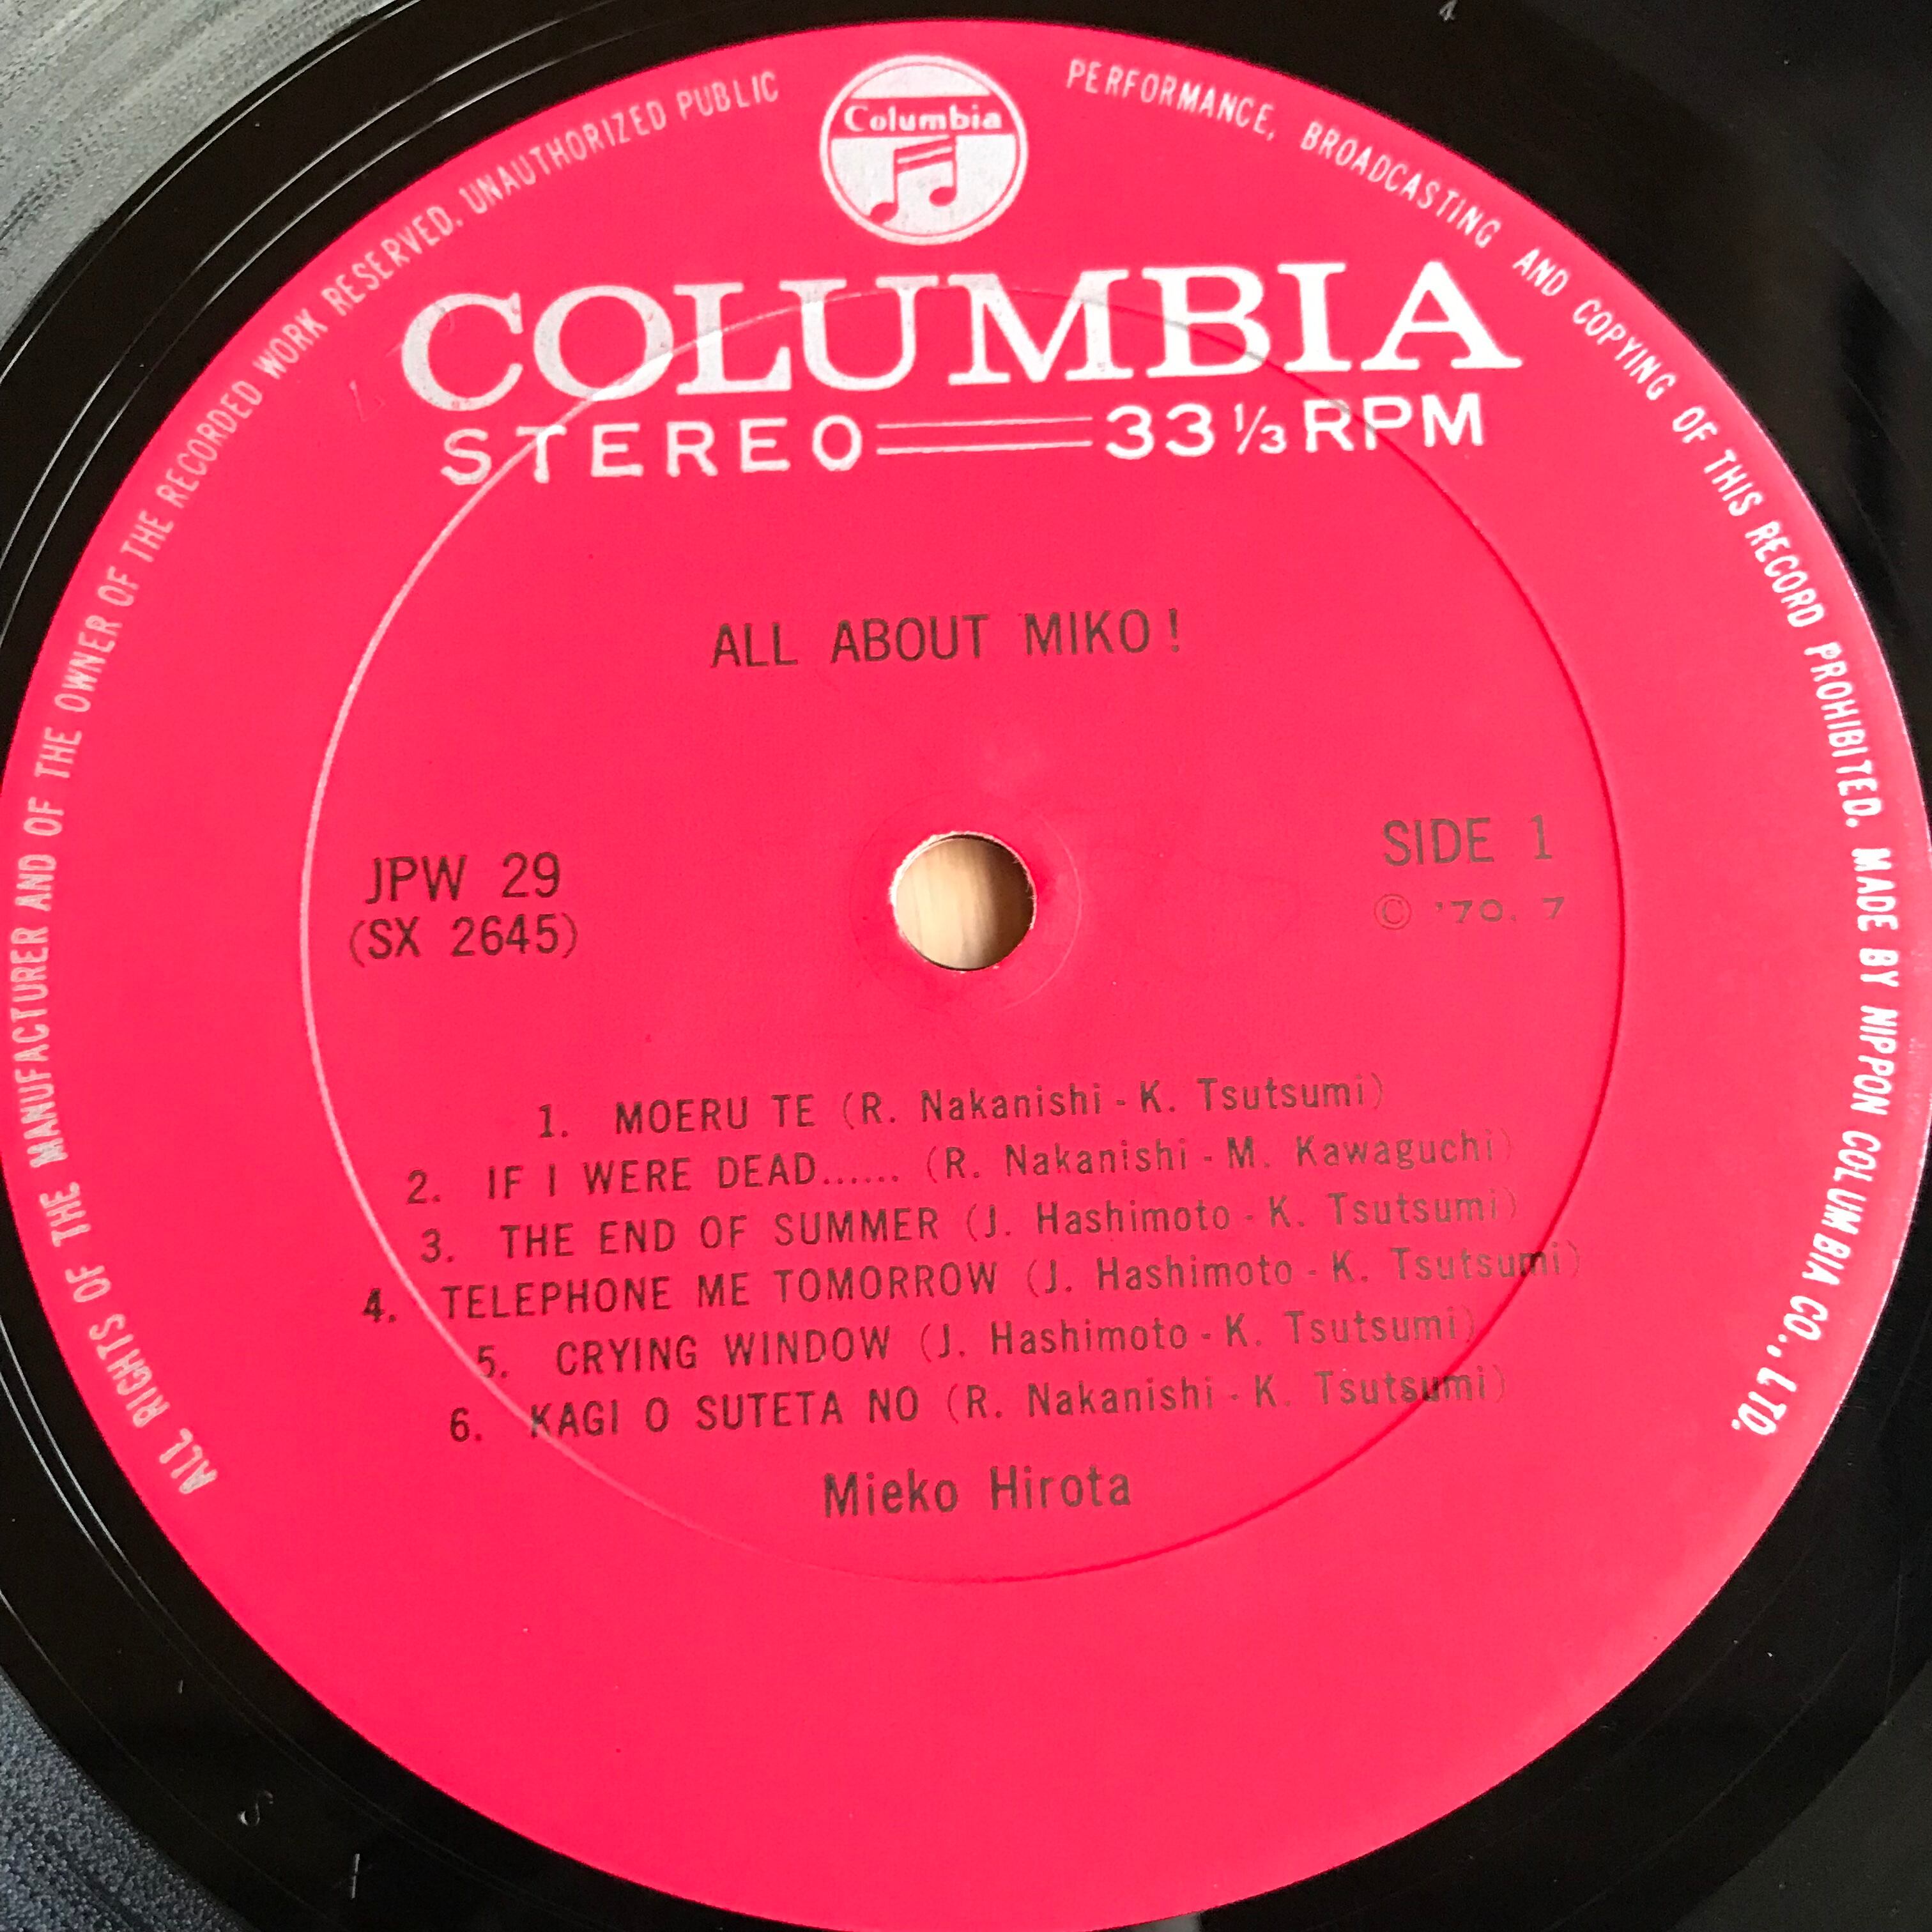 ALL RIGHTS OF THE MANUFACTURER AND OF THE OWNER OF THE RECORDED WORK RESERVED. UNAUTHORIZED PUBLIC PERFORMANCE, BROADCASTING AND COPYING OF THIS RECORD PROHIBITED. MADE BY NIPPON COLUMBIA CO., LTD.
Columbia
COLUMBIA
STEREO 33 1/3 RPM
ALL ABOUT MIKO!
JPW 29
(SX 2645)
SIDE 1
© '70. 7
1. MOERU TE (R. Nakanishi - K. Tsutsumi)
2. IF I WERE DEAD...... (R. Nakanishi - M. Kawaguchi)
3. THE END OF SUMMER (J. Hashimoto - K. Tsutsumi)
4. TELEPHONE ME TOMORROW (J. Hashimoto - K. Tsutsumi)
5. CRYING WINDOW (J. Hashimoto - K. Tsutsumi)
6. KAGI O SUTETA NO (R. Nakanishi - K. Tsutsumi)
Mieko Hirota